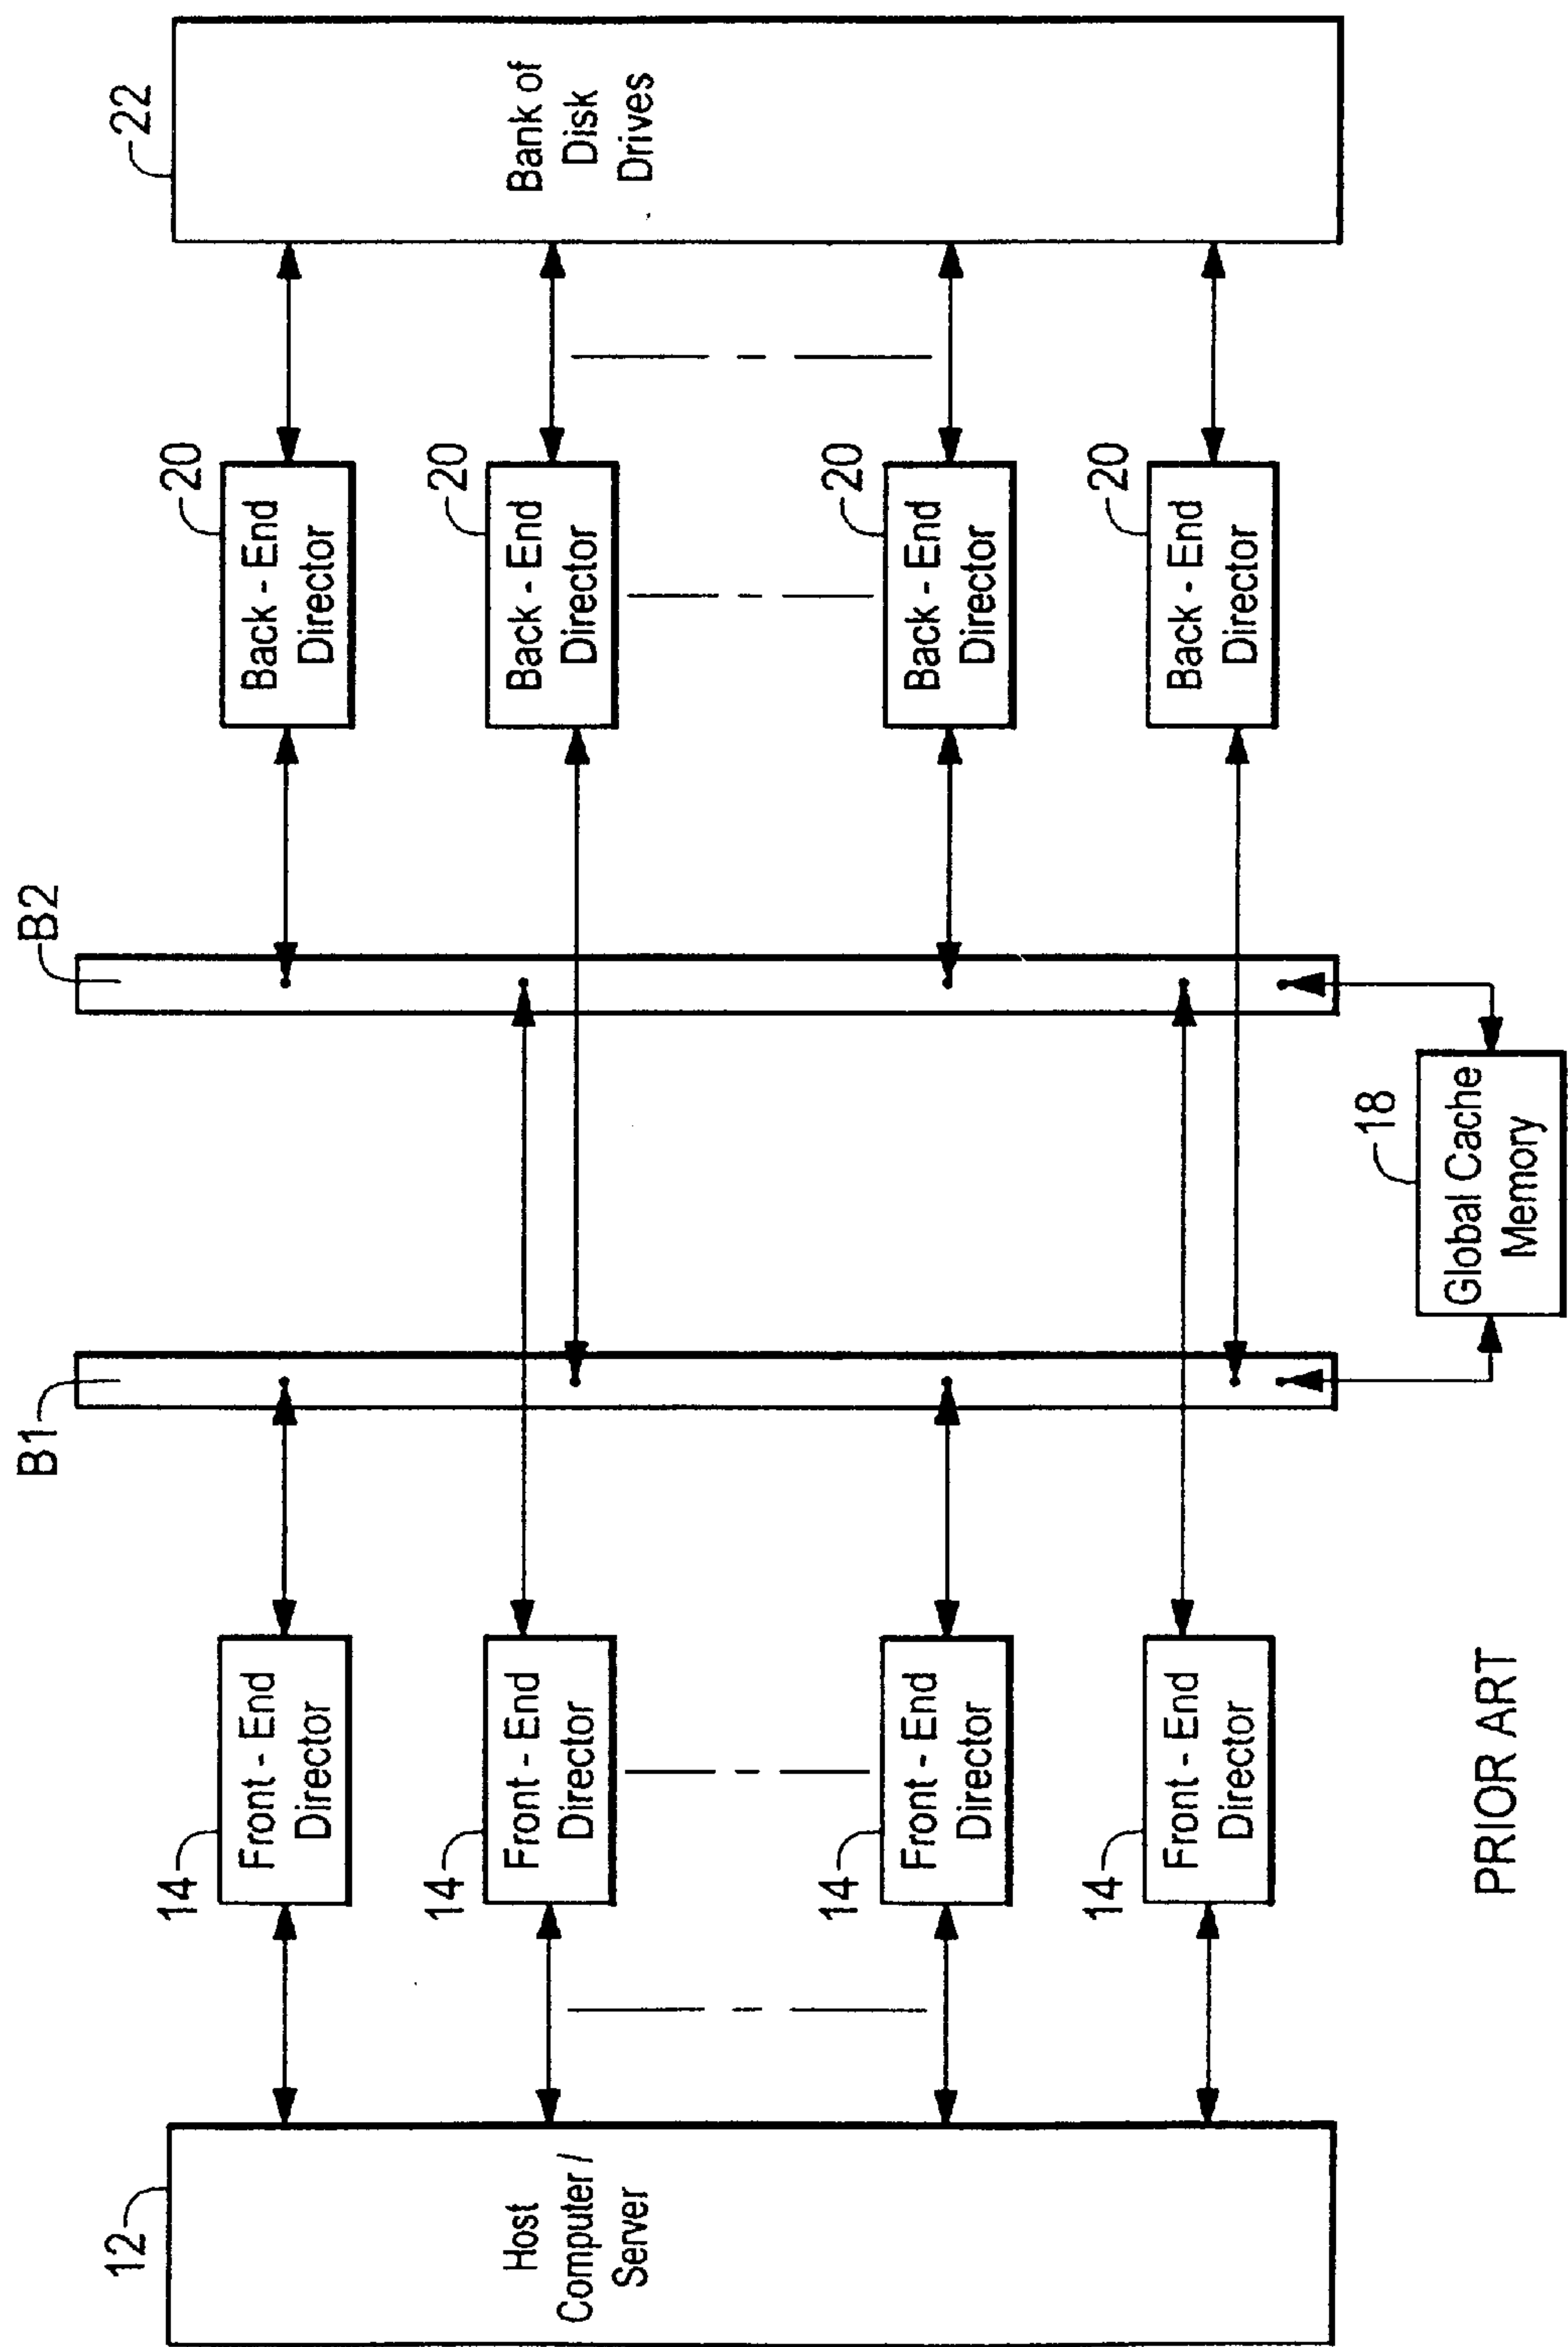 B1
B2
12
Host
Computer /
Server
14
Front - End
Director
14
Front - End
Director
14
Front - End
Director
14
Front - End
Director
20
Back - End
Director
20
Back - End
Director
20
Back - End
Director
20
Back - End
Director
22
Bank of
Disk
Drives
18
Global Cache
Memory
PRIOR ART